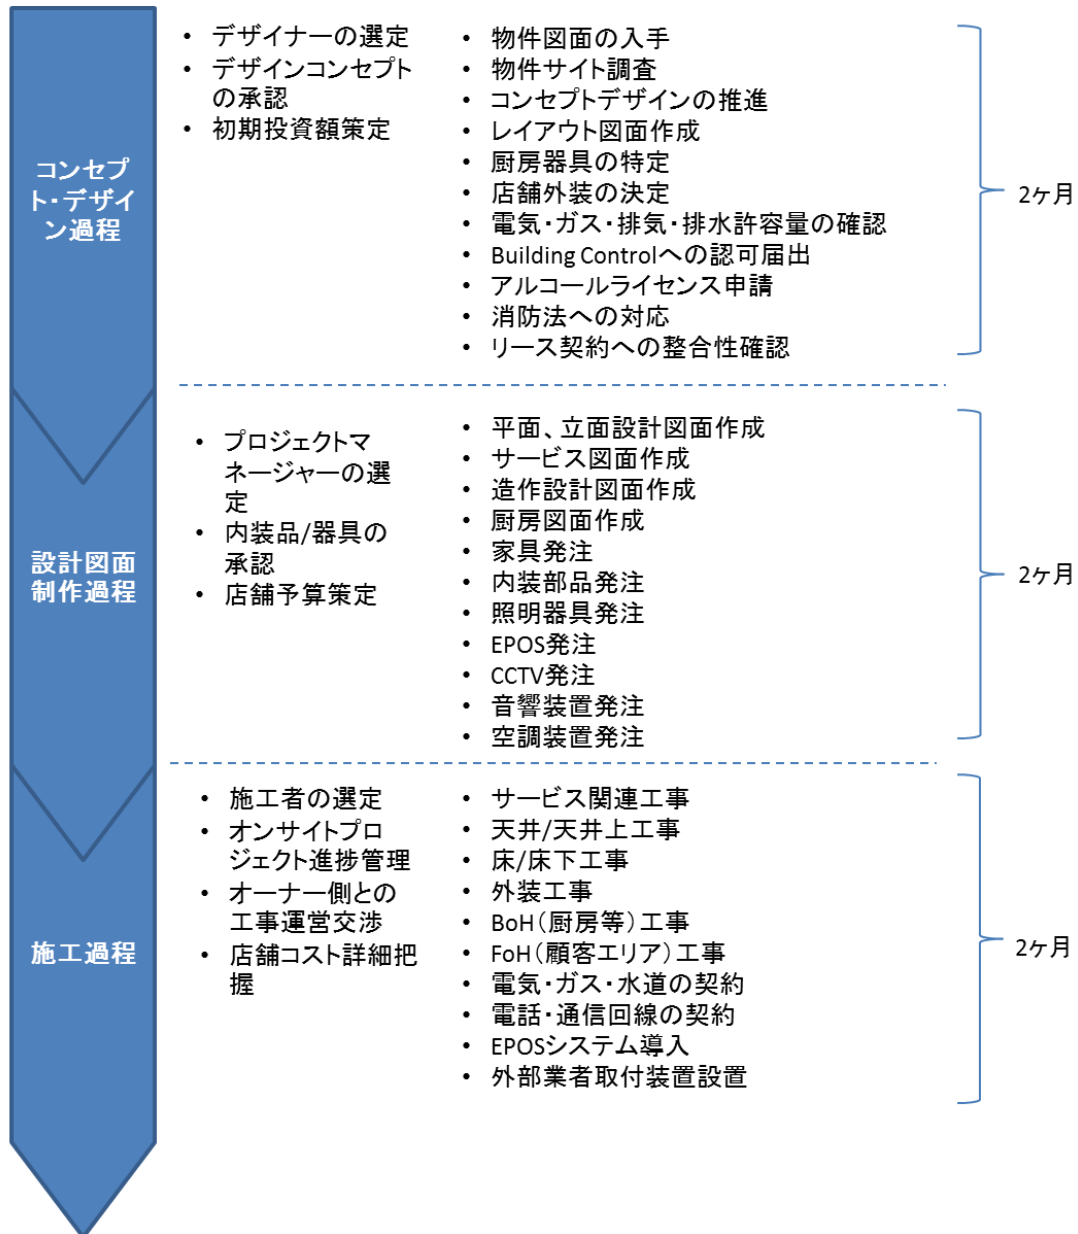 コンセプ
ト・デザイ
ン過程
• デザイナーの選定
• デザインコンセプト
の承認
• 初期投資額策定
• 物件図面の入手
• 物件サイト調査
• コンセプトデザインの推進
• レイアウト図面作成
• 厨房器具の特定
• 店舗外装の決定
• 電気・ガス・排気・排水許容量の確認
• Building Controlへの認可届出
• アルコールライセンス申請
• 消防法への対応
• リース契約への整合性確認
2ヶ月
設計図面
制作過程
• プロジェクトマ
ネージャーの選
定
• 内装品/器具の
承認
• 店舗予算策定
• 平面、立面設計図面作成
• サービス図面作成
• 造作設計図面作成
• 厨房図面作成
• 家具発注
• 内装部品発注
• 照明器具発注
• EPOS発注
• CCTV発注
• 音響装置発注
• 空調装置発注
2ヶ月
施工過程
• 施工者の選定
• オンサイトプロ
ジェクト進捗管理
• オーナー側との
工事運営交渉
• 店舗コスト詳細把
握
• サービス関連工事
• 天井/天井上工事
• 床/床下工事
• 外装工事
• BoH（厨房等）工事
• FoH（顧客エリア）工事
• 電気・ガス・水道の契約
• 電話・通信回線の契約
• EPOSシステム導入
• 外部業者取付装置設置
2ヶ月